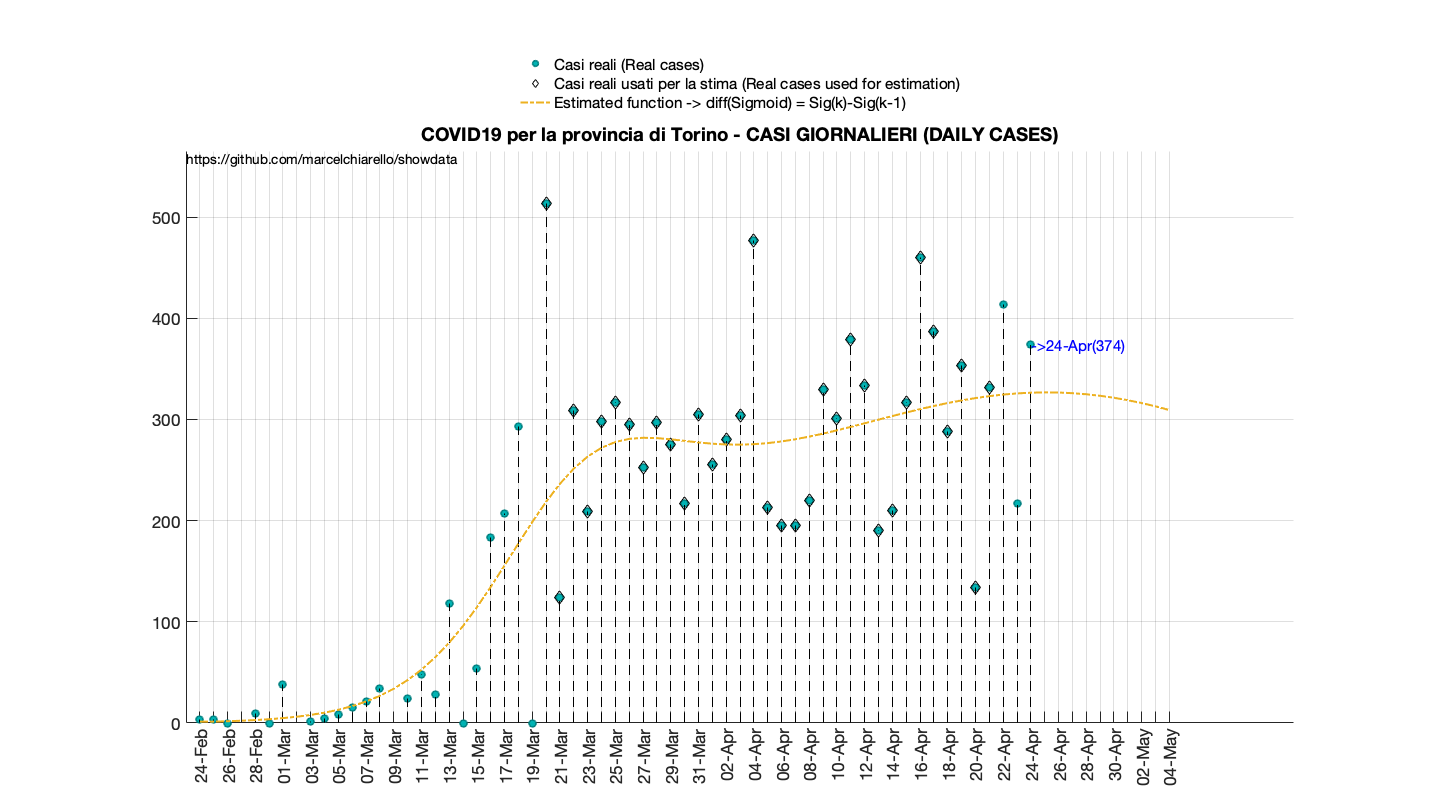 Casi reali (Real cases)
Casi reali usati per la stima (Real cases used for estimation)
Estimated function -> diff(Sigmoid) = Sig(k)-Sig(k-1)
COVID19 per la provincia di Torino - CASI GIORNALIERI (DAILY CASES)
https://github.com/marcelchiarello/showdata
500
400
->24-Apr(374)
300
200
100
0
24-Feb
26-Feb
28-Feb
01-Mar
03-Mar
05-Mar
07-Mar
09-Mar
11-Mar
13-Mar
15-Mar
17-Mar
19-Mar
21-Mar
23-Mar
25-Mar
27-Mar
29-Mar
31-Mar
02-Apr
04-Apr
06-Apr
08-Apr
10-Apr
12-Apr
14-Apr
16-Apr
18-Apr
20-Apr
22-Apr
24-Apr
26-Apr
28-Apr
30-Apr
02-May
04-May